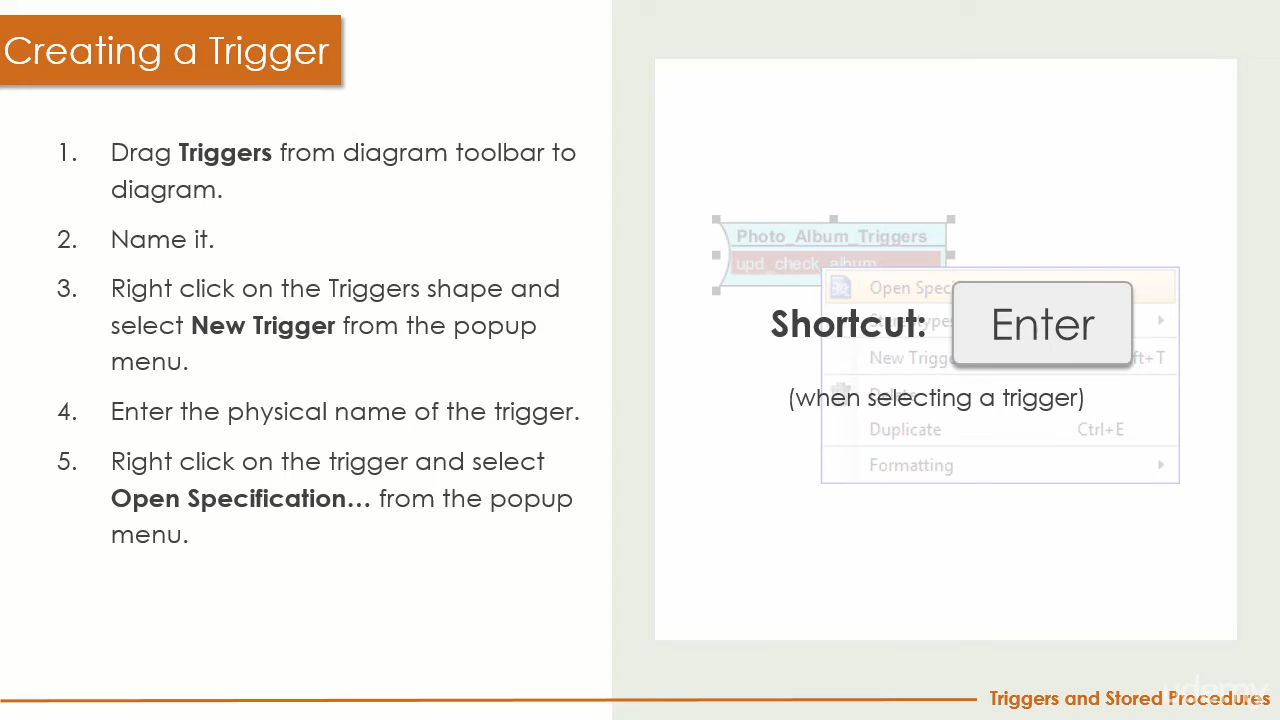 Creating a Trigger
1. Drag Triggers from diagram toolbar to
diagram.
2. Name it.
3. Right click on the Triggers shape and
select New Trigger from the popup
menu.
4. Enter the physical name of the trigger.
5. Right click on the trigger and select
Open Specification... from the popup
menu.
Photo_Album_Triggers
upd_check_album
Open
Shortcut: Enter
New
(when selecting a trigger)
Duplicate Ctrl+E
Formatting
Triggers and Stored Procedures
udemy